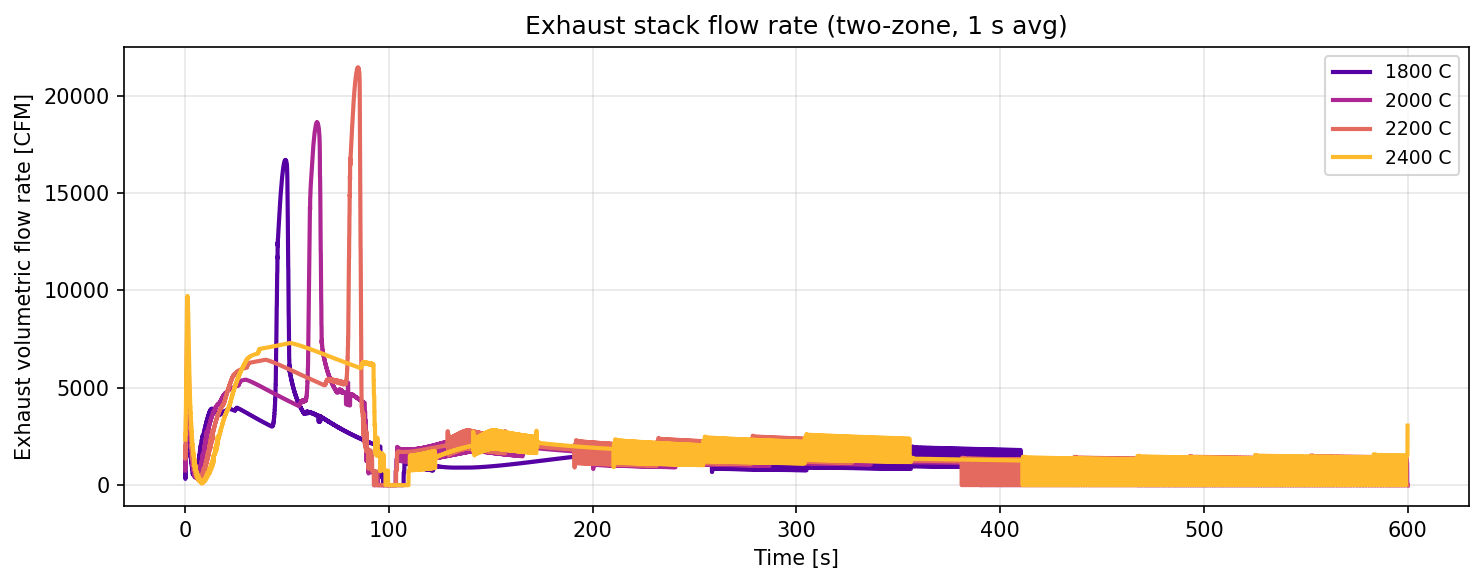 Exhaust stack flow rate (two-zone, 1 s avg)
Exhaust volumetric flow rate [CFM]
20000
15000
10000
5000
0
1800 C
2000 C
2200 C
2400 C
0 100 200 300 400 500 600
Time [s]